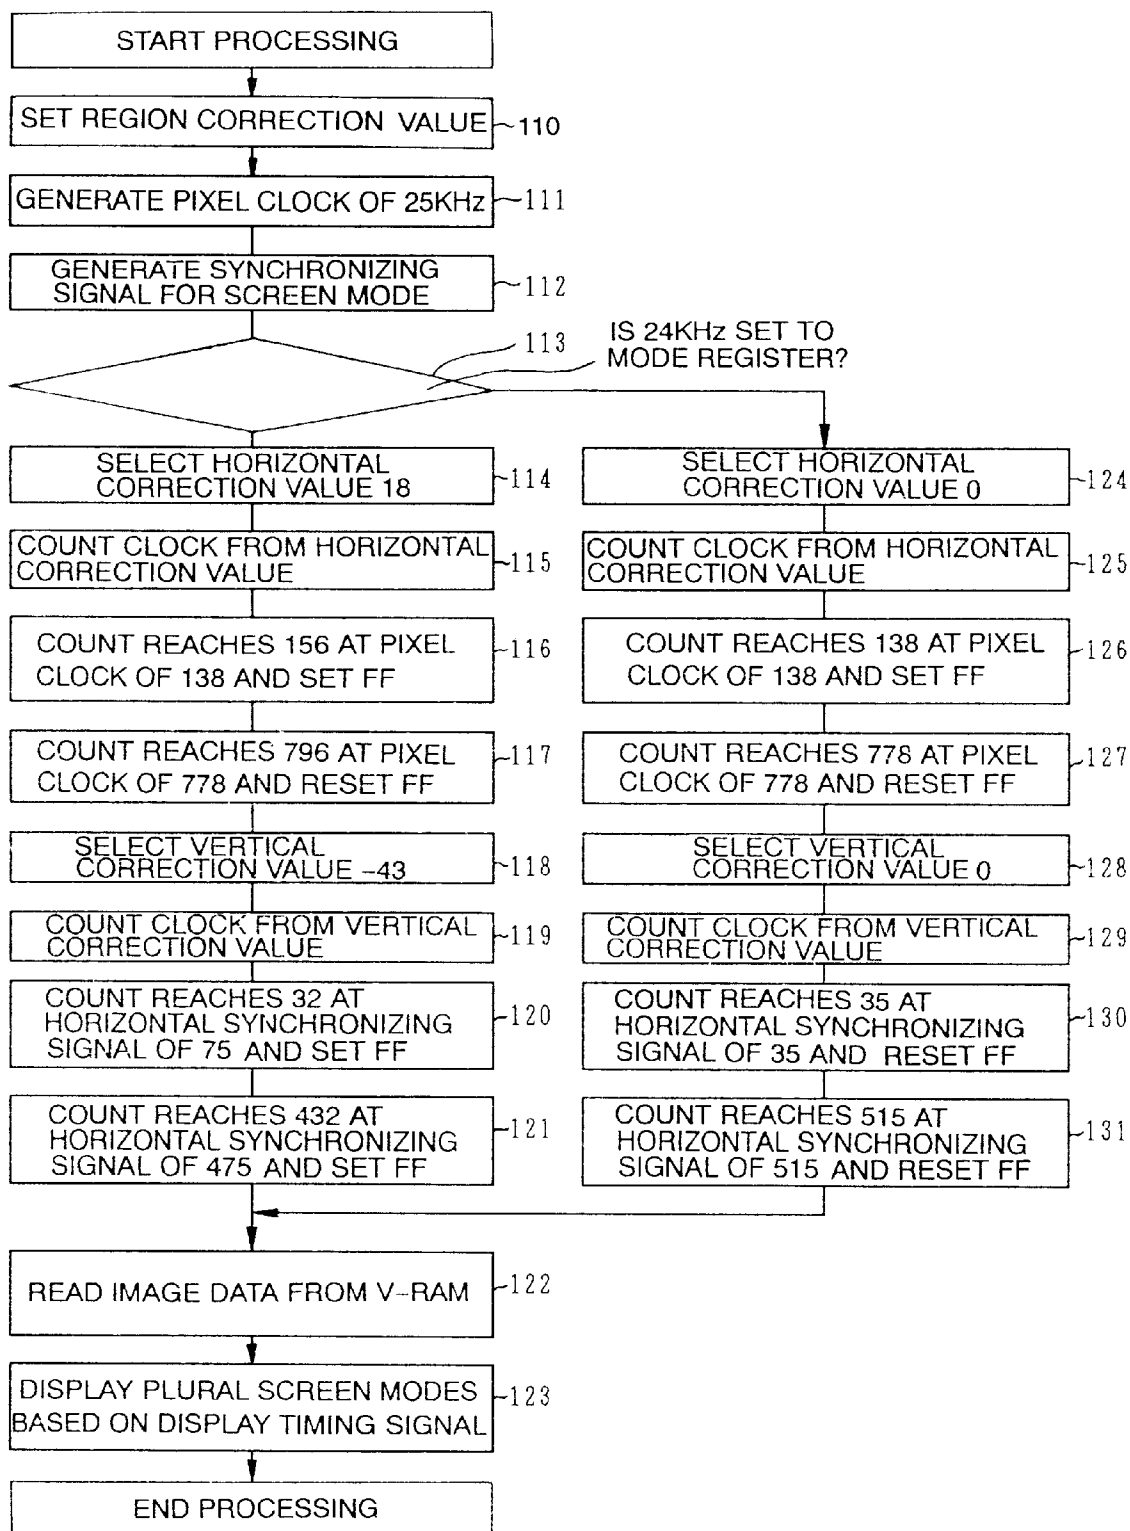 START PROCESSING
SET REGION CORRECTION VALUE
110
GENERATE PIXEL CLOCK OF 25KHz
111
GENERATE SYNCHRONIZING
SIGNAL FOR SCREEN MODE
112
113
IS 24KHz SET TO
MODE REGISTER?
SELECT HORIZONTAL
CORRECTION VALUE 18
114
COUNT CLOCK FROM HORIZONTAL
CORRECTION VALUE
115
COUNT REACHES 156 AT PIXEL
CLOCK OF 138 AND SET FF
116
COUNT REACHES 796 AT PIXEL
CLOCK OF 778 AND RESET FF
117
SELECT VERTICAL
CORRECTION VALUE -43
118
COUNT CLOCK FROM VERTICAL
CORRECTION VALUE
119
COUNT REACHES 32 AT
HORIZONTAL SYNCHRONIZING
SIGNAL OF 75 AND SET FF
120
COUNT REACHES 432 AT
HORIZONTAL SYNCHRONIZING
SIGNAL OF 475 AND SET FF
121
SELECT HORIZONTAL
CORRECTION VALUE 0
124
COUNT CLOCK FROM HORIZONTAL
CORRECTION VALUE
125
COUNT REACHES 138 AT PIXEL
CLOCK OF 138 AND SET FF
126
COUNT REACHES 778 AT PIXEL
CLOCK OF 778 AND RESET FF
127
SELECT VERTICAL
CORRECTION VALUE 0
128
COUNT CLOCK FROM VERTICAL
CORRECTION VALUE
129
COUNT REACHES 35 AT
HORIZONTAL SYNCHRONIZING
SIGNAL OF 35 AND RESET FF
130
COUNT REACHES 515 AT
HORIZONTAL SYNCHRONIZING
SIGNAL OF 515 AND RESET FF
131
READ IMAGE DATA FROM V-RAM
122
DISPLAY PLURAL SCREEN MODES
BASED ON DISPLAY TIMING SIGNAL
123
END PROCESSING